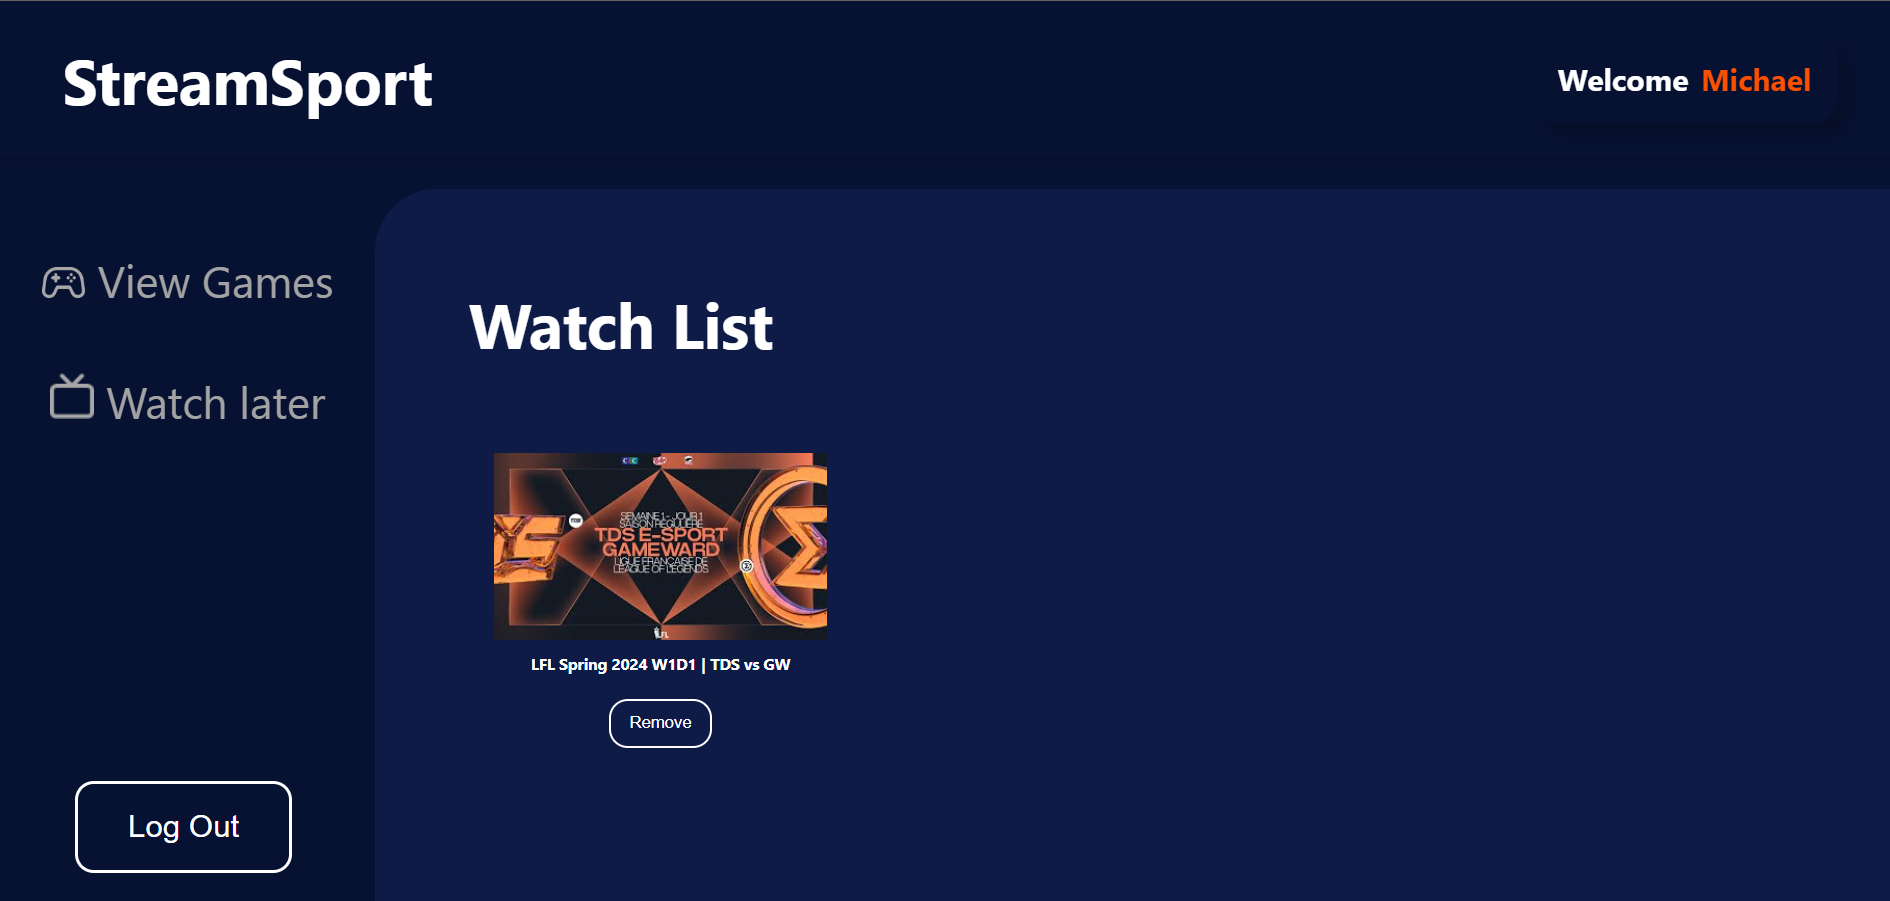 StreamSport
Welcome Michael
View Games
Watch later
Log Out
Watch List
SEMAINE 1 - JOUR 1
SAISON RÉGULIÈRE
TDS E-SPORT
GAMEWARD
LIGUE FRANÇAISE DE
LEAGUE OF LEGENDS
LFL
LFL Spring 2024 W1D1 | TDS vs GW
Remove